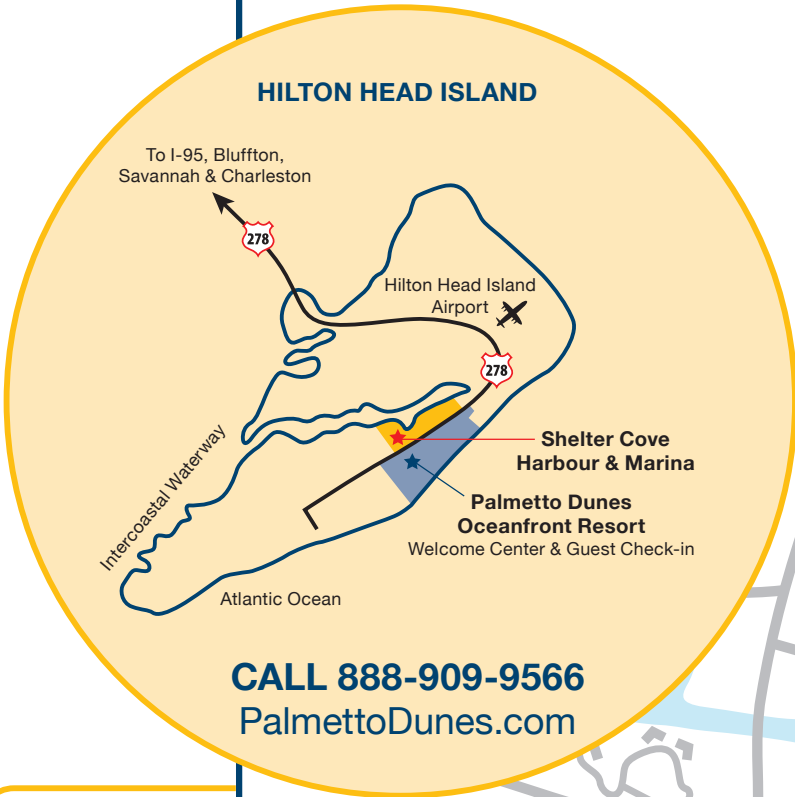 HILTON HEAD ISLAND
To I-95, Bluffton,
Savannah & Charleston
278
Hilton Head Island
Airport
278
Shelter Cove
Harbour & Marina
Palmetto Dunes
Oceanfront Resort
Welcome Center & Guest Check-in
Intercoastal Waterway
Atlantic Ocean
CALL 888-909-9566
PalmettoDunes.com